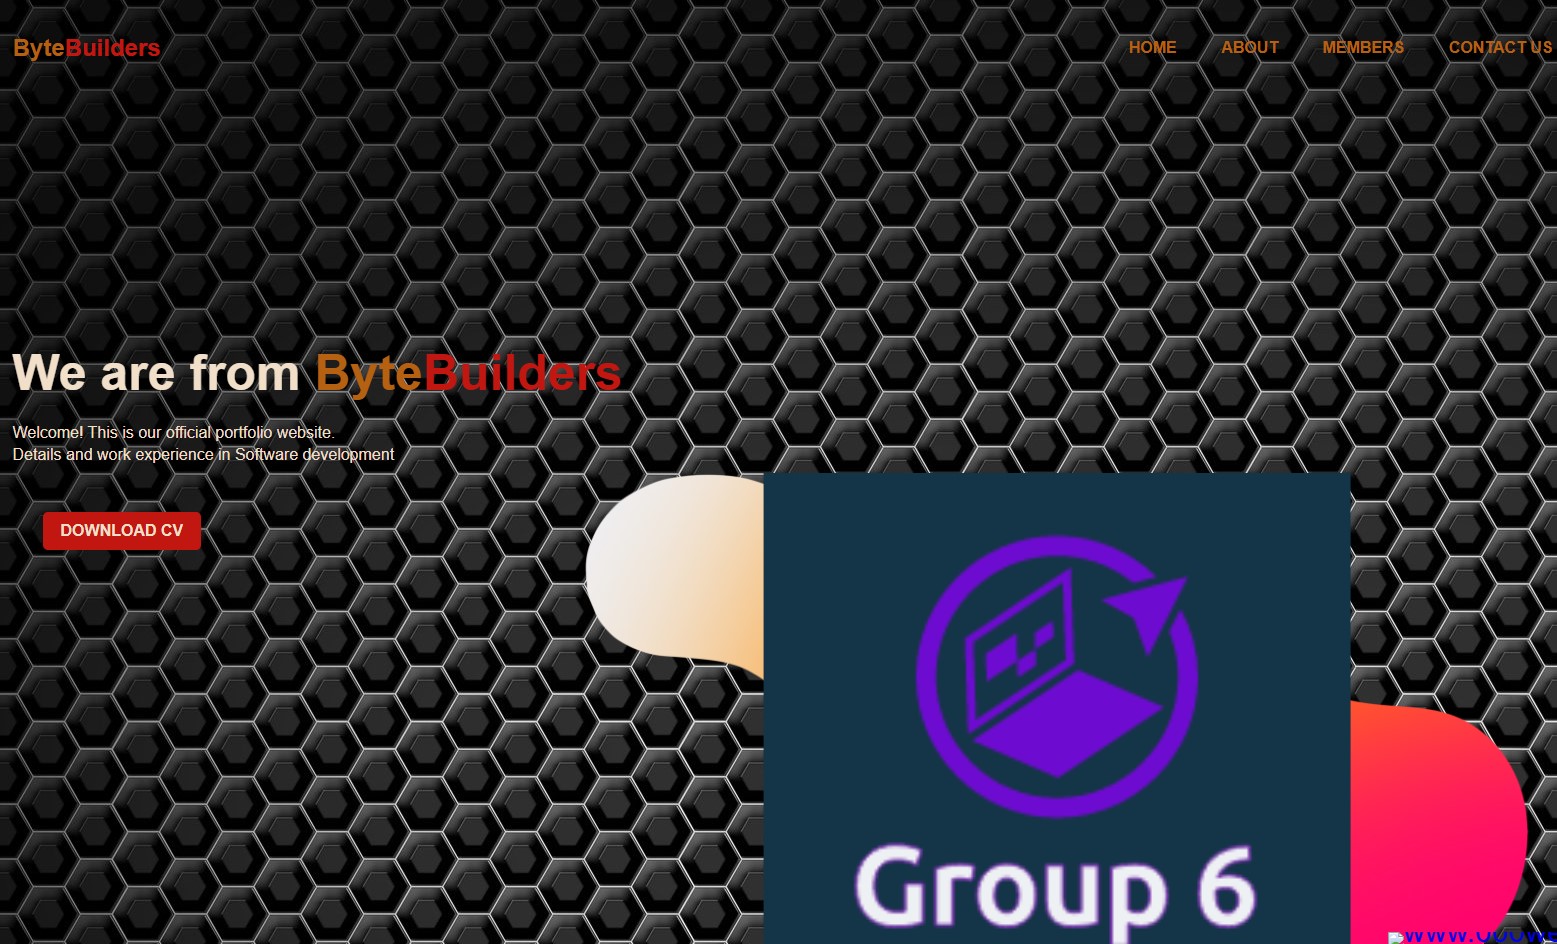 ByteBuilders
HOME ABOUT MEMBERS CONTACT US
We are from ByteBuilders
Welcome! This is our official portfolio website.
Details and work experience in Software development
DOWNLOAD CV
Group 6